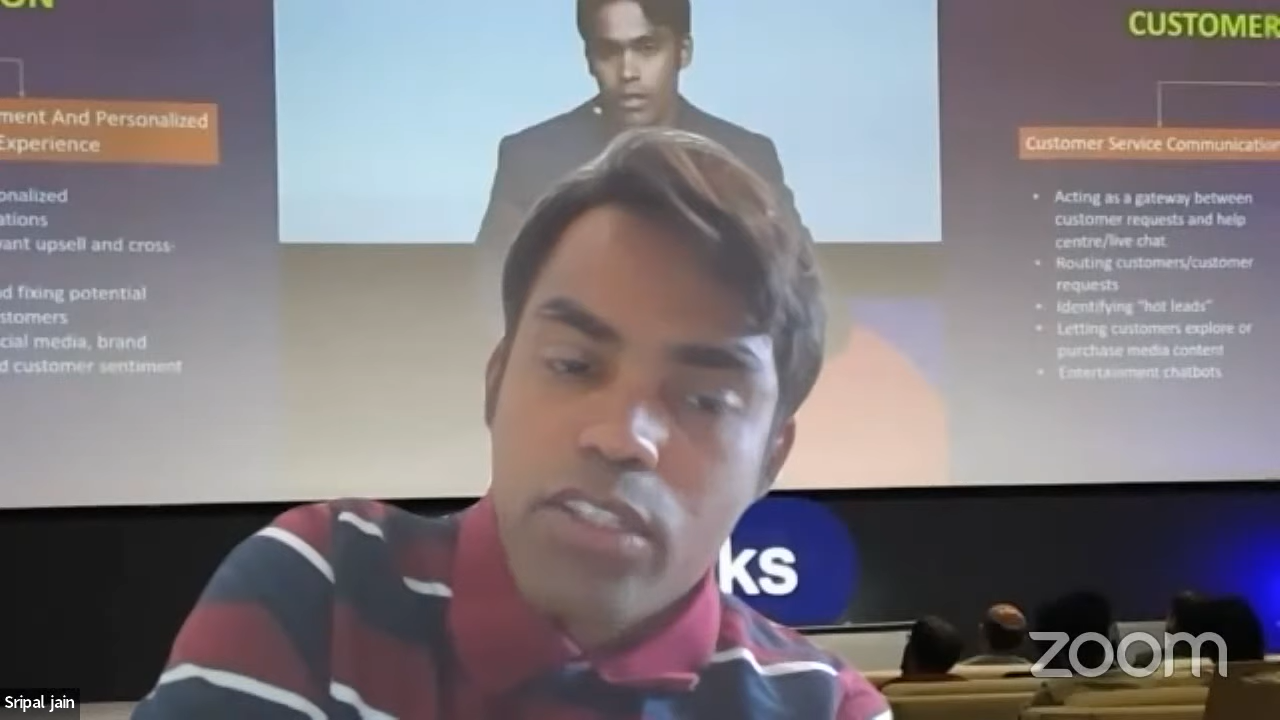 ON
ment And Personalized
Experience
onalized
ations
vant upsell and cross-
d fixing potential
stomers
cial media, brand
d customer sentiment
CUSTOMER
Customer Service Communication
• Acting as a gateway between
customer requests and help
centre/live chat
• Routing customers/customer
requests
• Identifying "hot leads"
• Letting customers explore or
purchase media content
• Entertainment chatbots
ks
zoom
Sripal jain